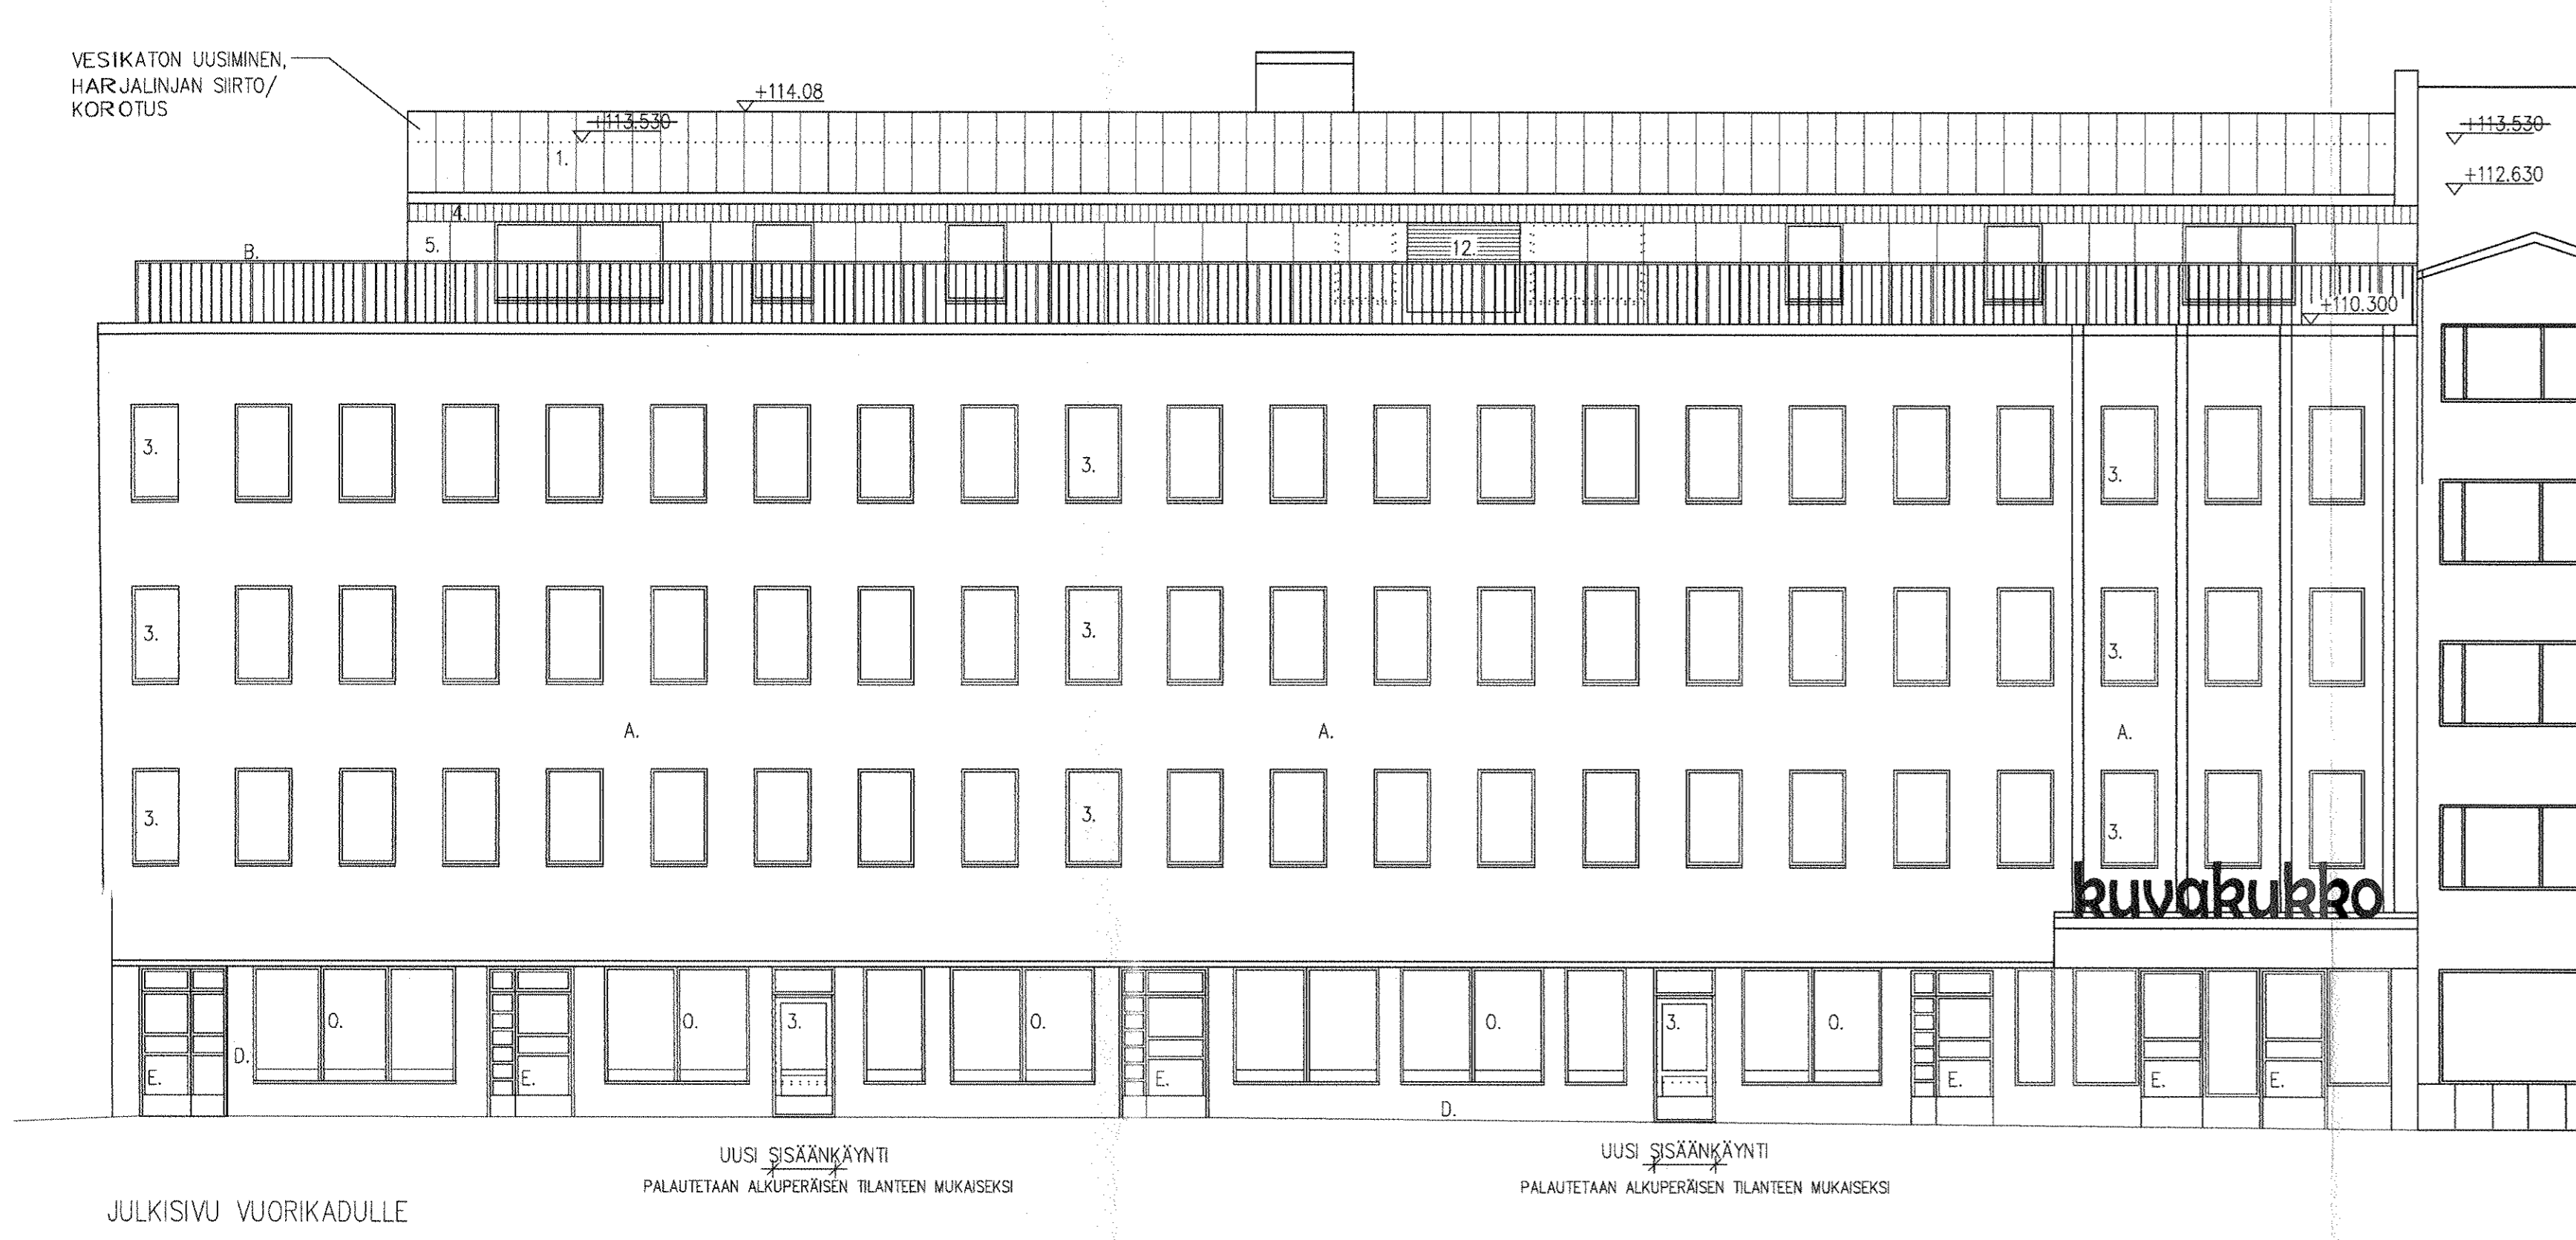 VESIKATON UUSIMINEN,
HARJALINJAN SIIRTO/
KOROTUS
+114.08
+113.530
+113.530
1.
+112.630
4.
5.
12.
B.
+110.300
3.
3.
3.
3.
3.
3.
A.
A.
A.
3.
3.
3.
kuvakukko
O.
O.
3.
O.
O.
3.
O.
D.
E.
E.
E.
E.
E.
E.
D.
UUSI SISÄÄNKÄYNTI
PALAUTETAAN ALKUPERÄISEN TILANTEEN MUKAISEKSI
UUSI SISÄÄNKÄYNTI
PALAUTETAAN ALKUPERÄISEN TILANTEEN MUKAISEKSI
JULKISIVU VUORIKADULLE